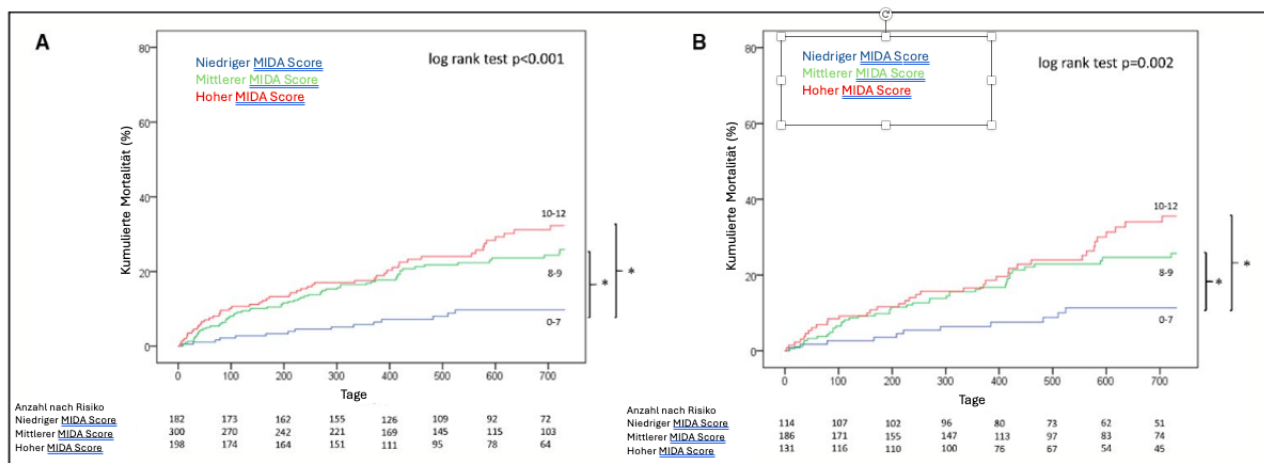 A
Niedriger MIDA Score
Mittlerer MIDA Score
Hoher MIDA Score
log rank test p<0.001
Kumulierte Mortalität (%)
80
60
40
20
0
10-12
8-9
0-7
*
*
0 100 200 300 400 500 600 700
Tage
Anzahl nach Risiko
Niedriger MIDA Score 182 173 162 155 126 109 92 72
Mittlerer MIDA Score 300 270 242 221 169 145 115 103
Hoher MIDA Score 198 174 164 151 111 95 78 64
B
Niedriger MIDA Score
Mittlerer MIDA Score
Hoher MIDA Score
log rank test p=0.002
Kumulierte Mortalität (%)
80
60
40
20
0
10-12
8-9
0-7
*
*
0 100 200 300 400 500 600 700
Tage
Anzahl nach Risiko
Niedriger MIDA Score 114 107 102 96 80 73 62 51
Mittlerer MIDA Score 186 171 155 147 113 97 83 74
Hoher MIDA Score 131 116 110 100 76 67 54 45